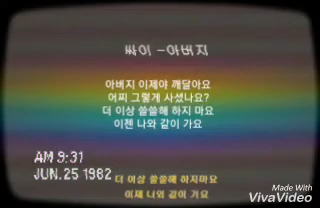 싸이 -아버지
아버지 이제야 깨달아요
어찌 그렇게 사셨나요?
더 이상 쓸쓸해 하지 마요
이젠 나와 같이 가요
AM 9:31
JUN.25 1982
더 이상 쓸쓸해 하지마요
이제 나와 같이 가요
Made With
VivaVideo